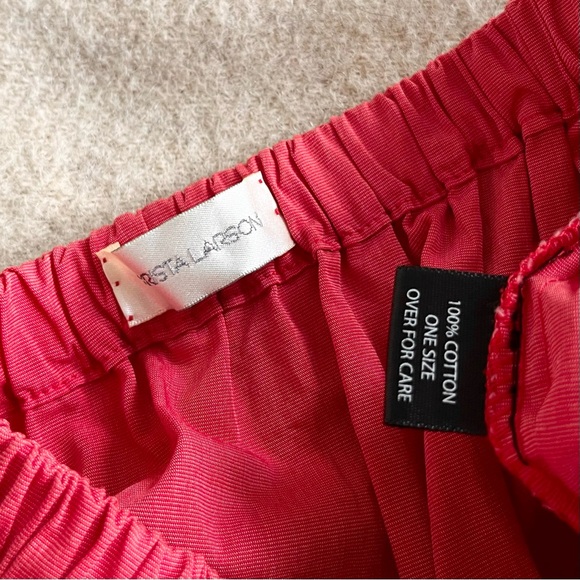 RISTA LARSON
100% COTTON
ONE SIZE
OVER FOR CARE